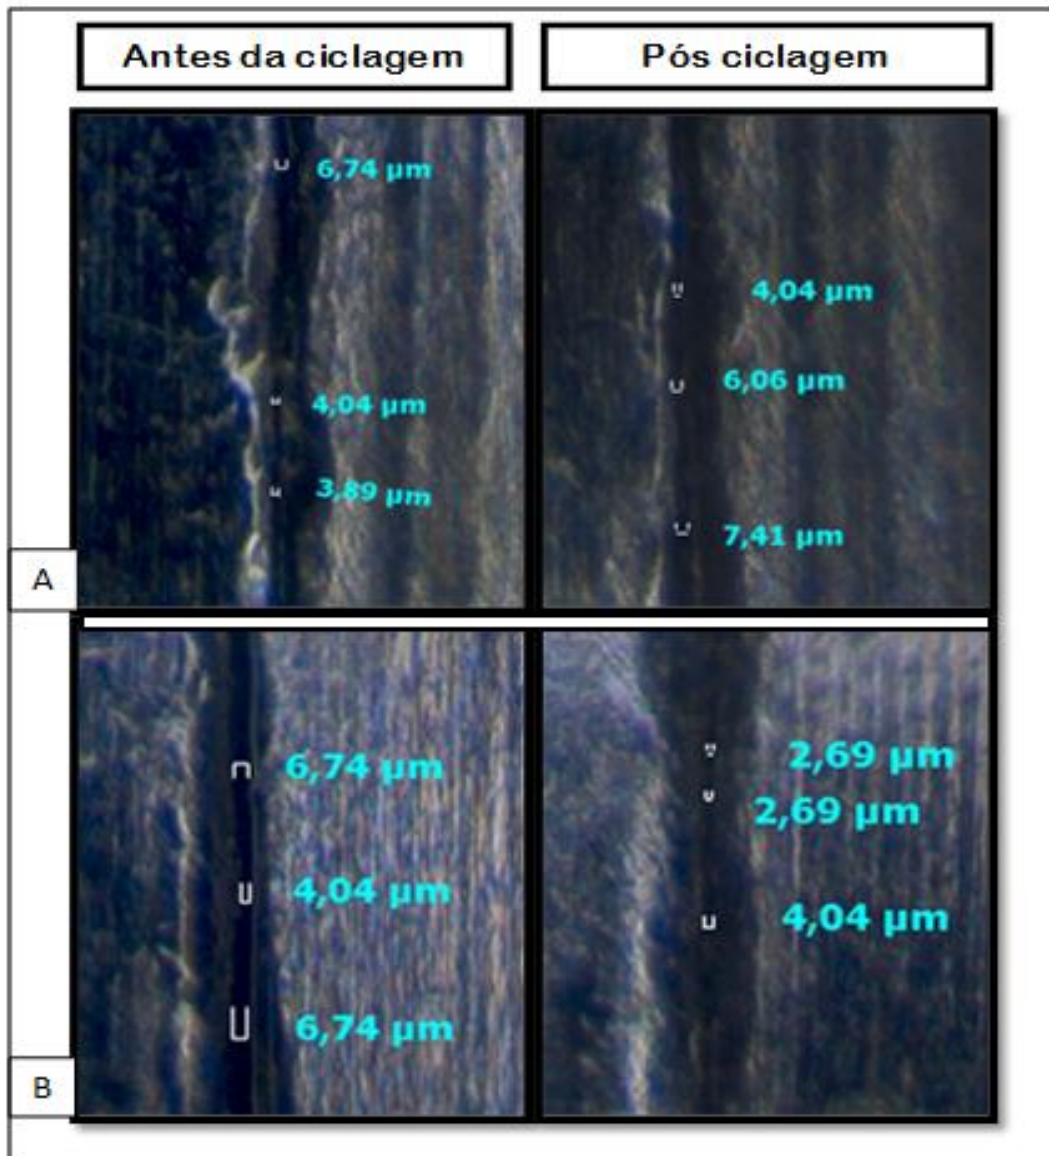 Antes da ciclagem
Pós ciclagem
6,74 µm
4,04 µm
3,89 µm
4,04 µm
6,06 µm
7,41 µm
A
6,74 µm
4,04 µm
6,74 µm
2,69 µm
2,69 µm
4,04 µm
B